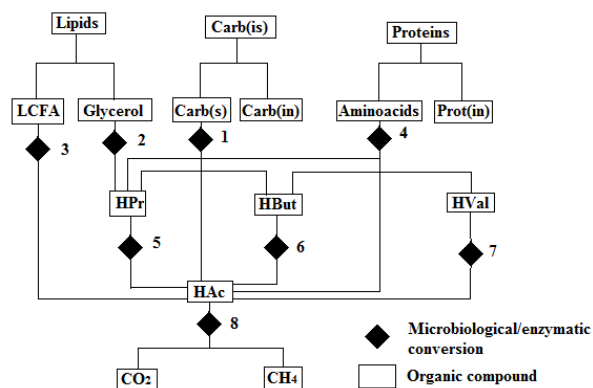 Lipids
Carb(is)
Proteins
LCFA
Glycerol
Carb(s)
Carb(in)
Aminoacids
Prot(in)
3
2
1
4
HPr
HBut
HVal
5
6
7
HAc
8
CO2
CH4
Microbiological/enzymatic
conversion
Organic compound